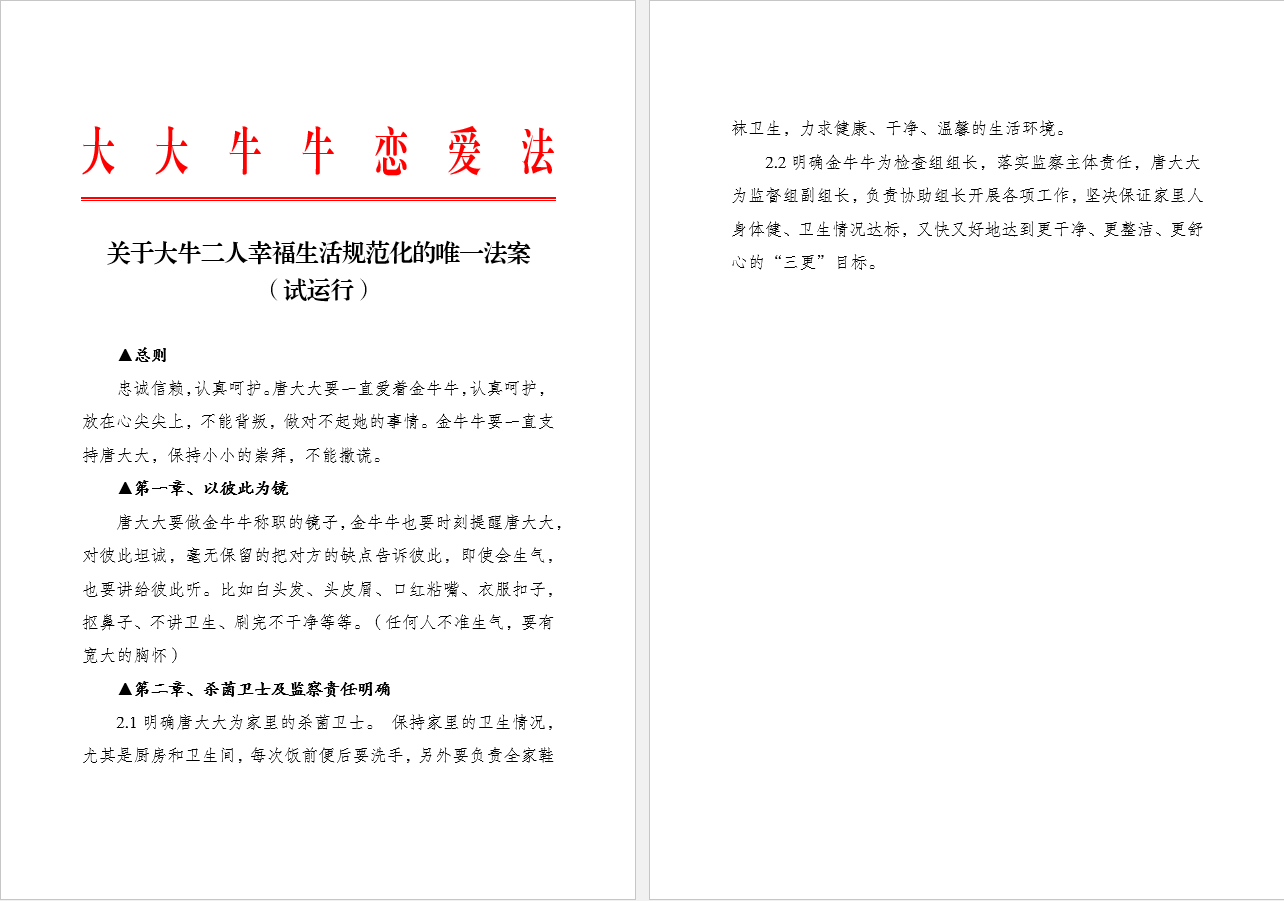 大大牛牛恋爱法
关于大牛二人幸福生活规范化的唯一法案
（试运行）
▲总则
忠诚信赖，认真呵护。唐大大要一直爱着金牛牛，认真呵护，
放在心尖尖上，不能背叛，做对不起她的事情。金牛牛要一直支
持唐大大，保持小小的崇拜，不能撒谎。
▲第一章、以彼此为镜
唐大大要做金牛牛称职的镜子，金牛牛也要时刻提醒唐大大，
对彼此坦诚，毫无保留的把对方的缺点告诉彼此，即使会生气，
也要讲给彼此听。比如白头发、头皮屑、口红粘嘴、衣服扣子，
抠鼻子、不讲卫生、刷完不干净等等。（任何人不准生气，要有
宽大的胸怀）
▲第二章、杀菌卫士及监察责任明确
2.1 明确唐大大为家里的杀菌卫士。 保持家里的卫生情况，
尤其是厨房和卫生间，每次饭前便后要洗手，另外要负责全家鞋
袜卫生，力求健康、干净、温馨的生活环境。
2.2 明确金牛牛为检查组组长，落实监察主体责任，唐大大
为监督组副组长，负责协助组长开展各项工作，坚决保证家里人
身体健、卫生情况达标，又快又好地达到更干净、更整洁、更舒
心的“三更”目标。